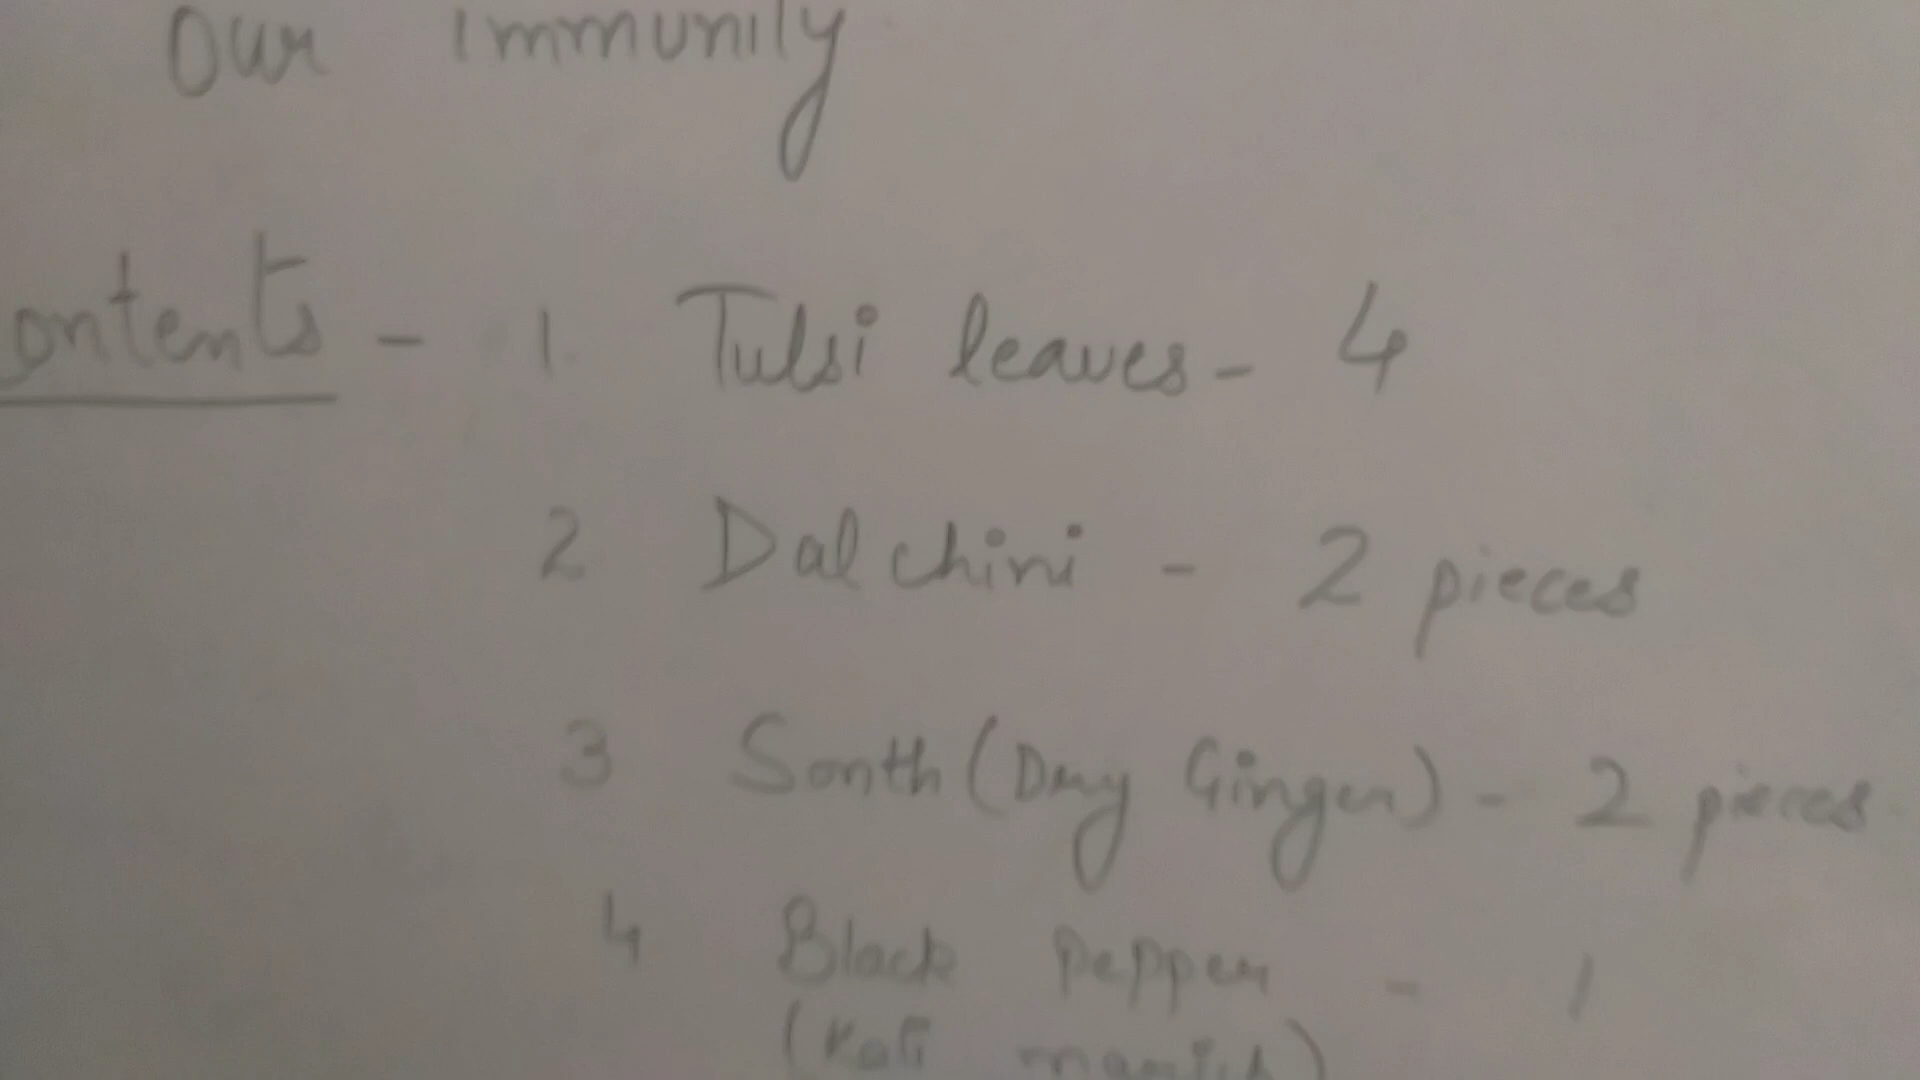 Our immunity
ontents - 1. Tulsi leaves - 4
2 Dalchini - 2 pieces
3 Sonth (Dry Ginger) - 2 pieces
4 Black Pepper - 1
(Kali